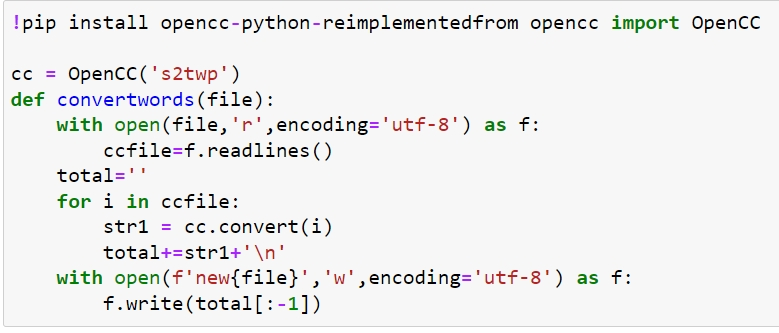 !pip install opencc-python-reimplementedfrom opencc import OpenCC
cc = OpenCC('s2twp')
def convertwords(file):
    with open(file,'r',encoding='utf-8') as f:
        ccfile=f.readlines()
    total=''
    for i in ccfile:
        str1 = cc.convert(i)
        total+=str1+'\n'
    with open(f'new{file}','w',encoding='utf-8') as f:
        f.write(total[:-1])